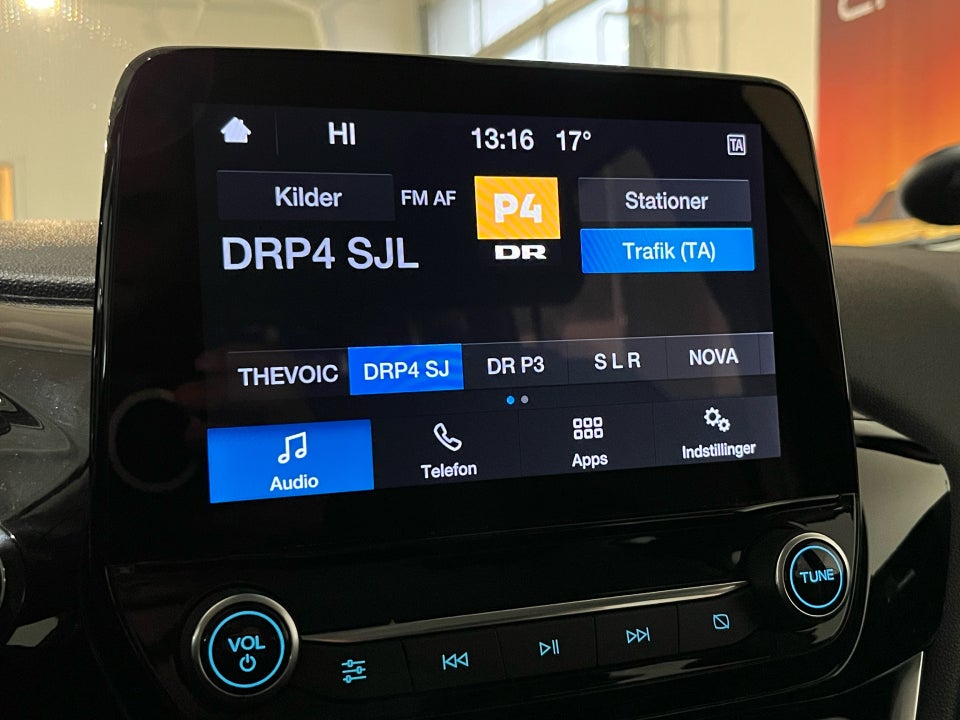 HI 13:16 17° TA
Kilder FM AF P4 Stationer
DR
DRP4 SJL Trafik (TA)
THEVOIC DRP4 SJ DR P3 S L R NOVA
Audio Telefon Apps Indstillinger
VOL TUNE